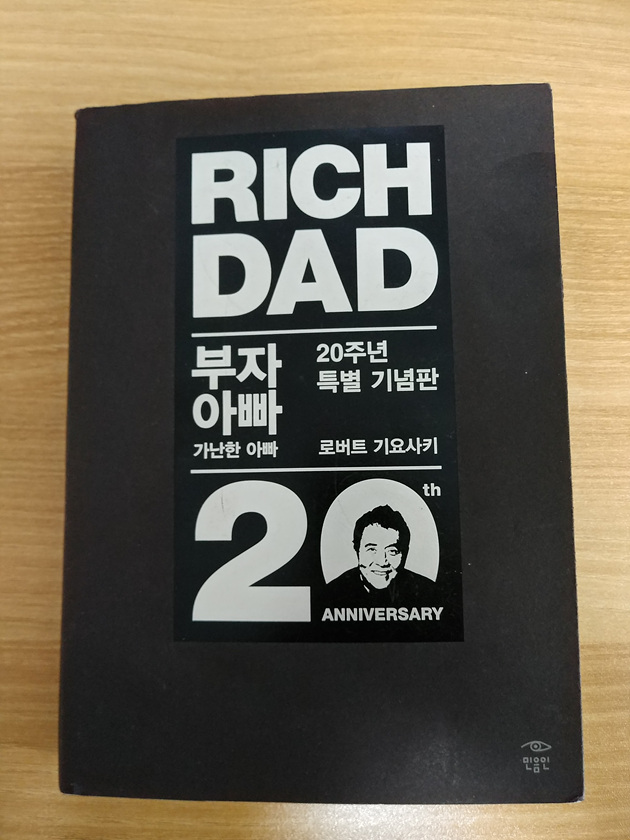 RICH
DAD
부자
아빠
가난한 아빠
20주년
특별 기념판
로버트 기요사키
20th
ANNIVERSARY
민음인